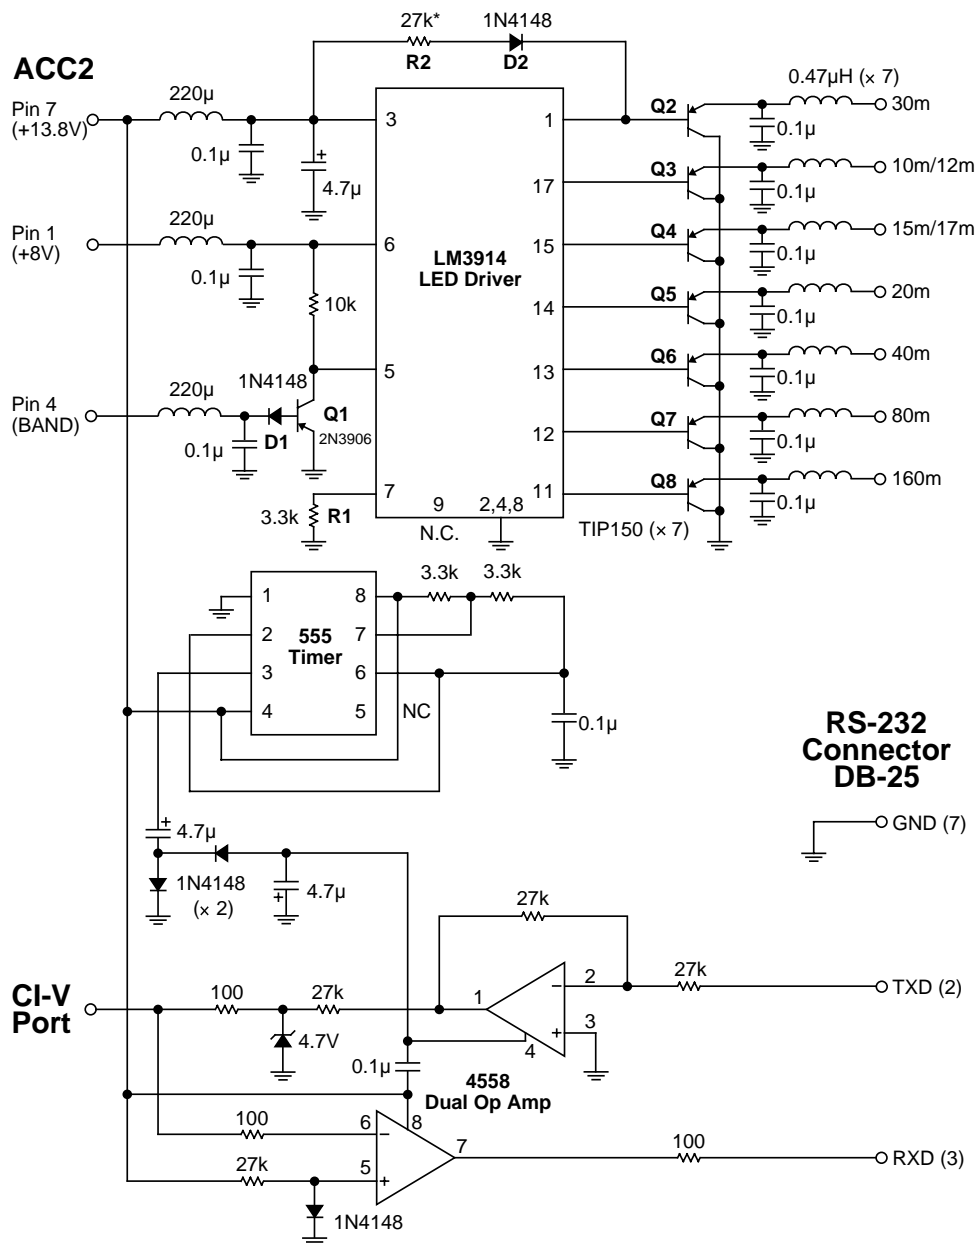 27k*
1N4148
R2
D2
ACC2
Pin 7
(+13.8V)
220µ
0.1µ
+
4.7µ
3
1
Q2
0.47µH (× 7)
0.1µ
30m
17
Q3
0.1µ
10m/12m
Pin 1
(+8V)
220µ
0.1µ
6
LM3914
LED Driver
15
Q4
0.1µ
15m/17m
10k
14
Q5
0.1µ
20m
5
13
Q6
0.1µ
40m
Pin 4
(BAND)
220µ
0.1µ
1N4148
D1
Q1
2N3906
12
Q7
0.1µ
80m
7
3.3k
R1
9
N.C.
2,4,8
11
Q8
0.1µ
160m
TIP150 (× 7)
3.3k
3.3k
1
8
2
555
Timer
7
3
6
4
5
NC
0.1µ
RS-232
Connector
DB-25
GND (7)
+
4.7µ
1N4148
(× 2)
+
4.7µ
27k
CI-V
Port
100
27k
4.7V
1
−
2
+
3
4
27k
TXD (2)
0.1µ
4558
Dual Op Amp
100
6
−
8
7
100
RXD (3)
27k
5
+
1N4148